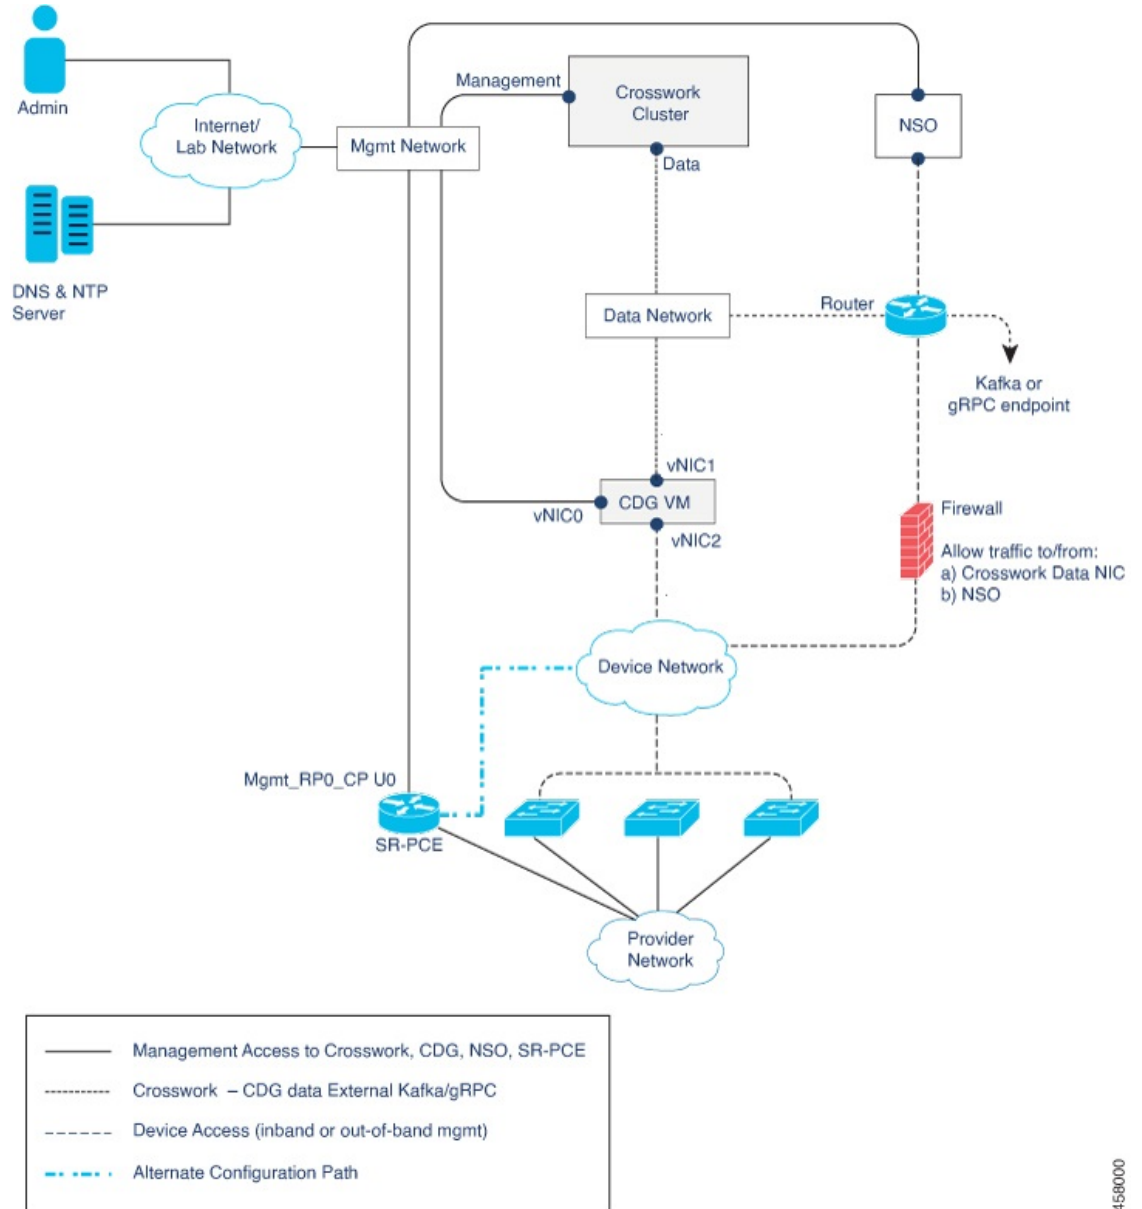 Admin
Internet/
Lab Network
DNS & NTP
Server
Mgmt Network
Management
Crosswork
Cluster
Data
NSO
Data Network
Router
Kafka or
gRPC endpoint
vNIC1
CDG VM
vNIC0
vNIC2
Firewall
Allow traffic to/from:
a) Crosswork Data NIC
b) NSO
Device Network
Mgmt_RP0_CP U0
SR-PCE
Provider
Network
Management Access to Crosswork, CDG, NSO, SR-PCE
Crosswork – CDG data External Kafka/gRPC
Device Access (inband or out-of-band mgmt)
Alternate Configuration Path
458000